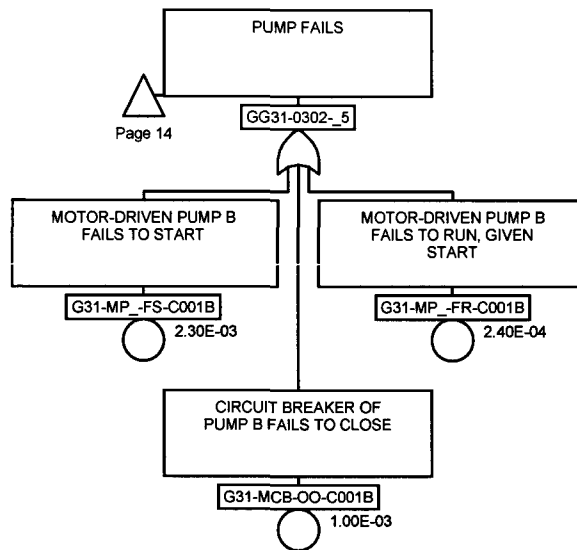 PUMP FAILS
Page 14
GG31-0302-_5
MOTOR-DRIVEN PUMP B
FAILS TO START
G31-MP_-FS-C001B
2.30E-03
MOTOR-DRIVEN PUMP B
FAILS TO RUN, GIVEN
START
G31-MP_-FR-C001B
2.40E-04
CIRCUIT BREAKER OF
PUMP B FAILS TO CLOSE
G31-MCB-OO-C001B
1.00E-03